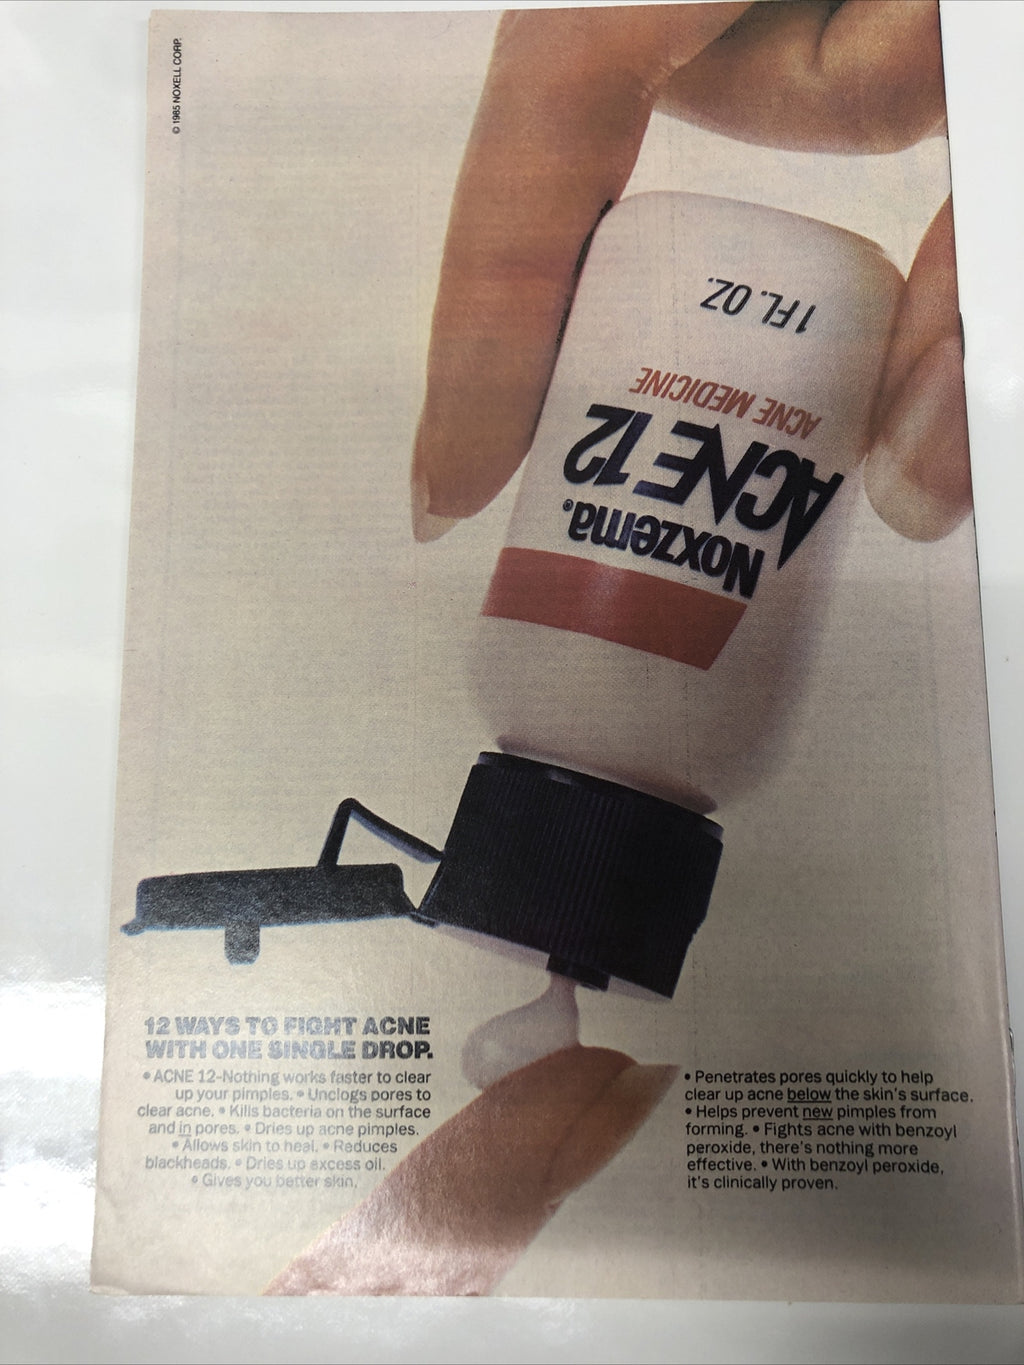 © 1985 NOXELL CORP.
1 FL. OZ.
ACNE MEDICINE
ACNE 12
Noxzema®
12 WAYS TO FIGHT ACNE
WITH ONE SINGLE DROP.
• ACNE 12-Nothing works faster to clear
up your pimples. • Unclogs pores to
clear acne. • Kills bacteria on the surface
and in pores. • Dries up acne pimples.
• Allows skin to heal. • Reduces
blackheads. • Dries up excess oil.
• Gives you better skin.
• Penetrates pores quickly to help
clear up acne below the skin's surface.
• Helps prevent new pimples from
forming. • Fights acne with benzoyl
peroxide, there's nothing more
effective. • With benzoyl peroxide,
it's clinically proven.